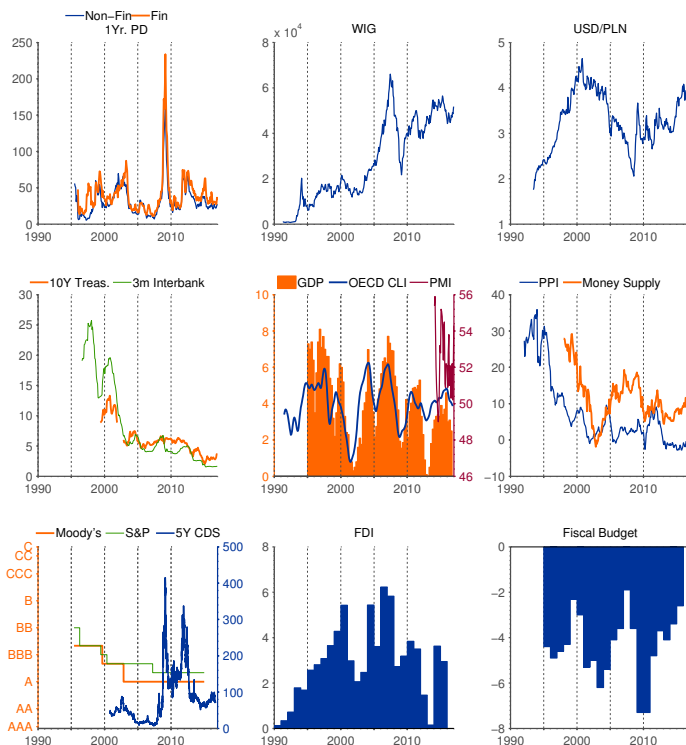 Non−Fin Fin
1Yr. PD
WIG
USD/PLN
250
200
150
100
50
0
1990 2000 2010
x 10^4
8
6
4
2
0
1990 2000 2010
5
4
3
2
1
1990 2000 2010
10Y Treas. 3m Interbank
GDP OECD CLI PMI
PPI Money Supply
30
25
20
15
10
5
0
1990 2000 2010
10
8
6
4
2
0
56
54
52
50
48
46
1990 2000 2010
40
30
20
10
0
−10
1990 2000 2010
Moody's S&P 5Y CDS
FDI
Fiscal Budget
C
CC
CCC
B
BB
BBB
A
AA
AAA
500
400
300
200
100
0
1990 2000 2010
8
6
4
2
0
1990 2000 2010
0
−2
−4
−6
−8
1990 2000 2010